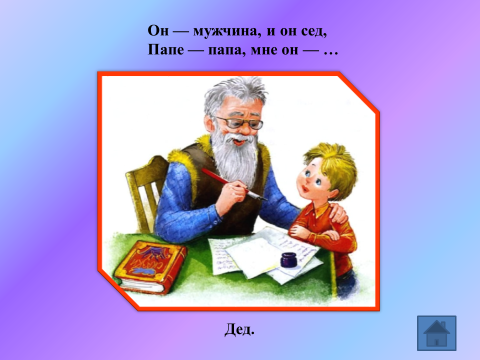 Он — мужчина, и он сед,
Папе — папа, мне он — …
Дед.